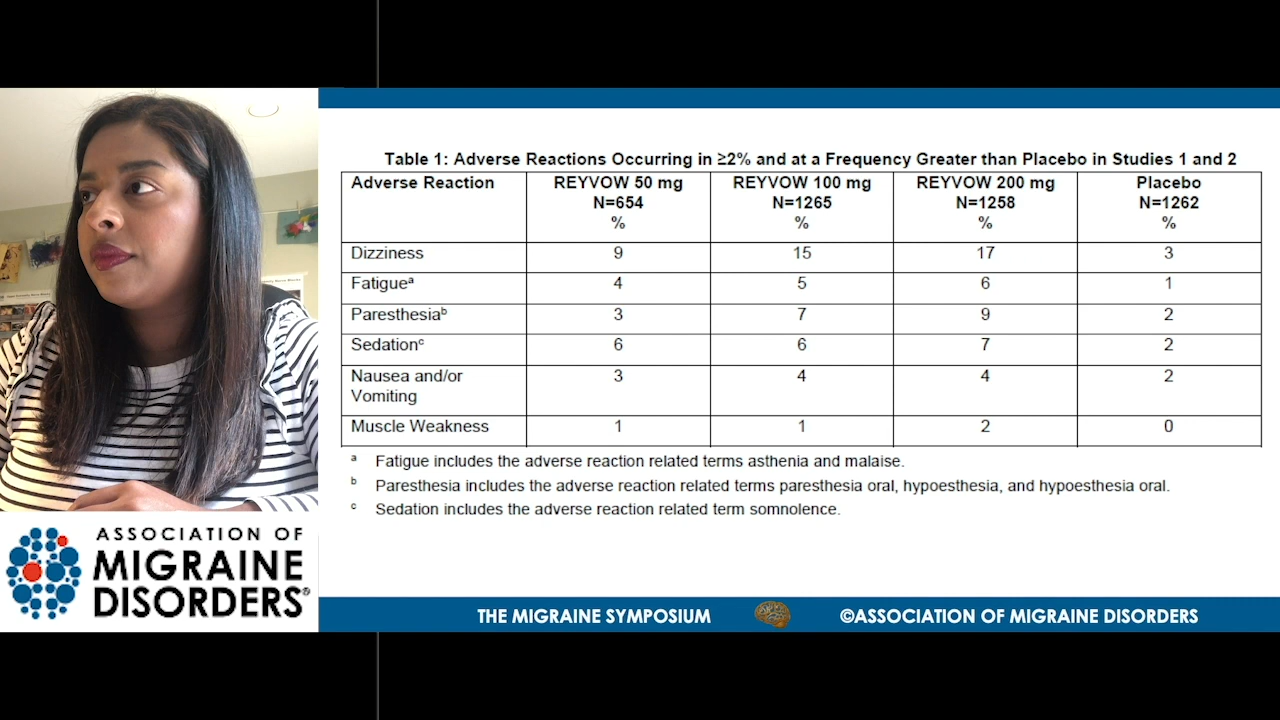 Table 1: Adverse Reactions Occurring in ≥2% and at a Frequency Greater than Placebo in Studies 1 and 2
Adverse Reaction REYVOW 50 mg N=654 % REYVOW 100 mg N=1265 % REYVOW 200 mg N=1258 % Placebo N=1262 %
Dizziness 9 15 17 3
Fatigueᵃ 4 5 6 1
Paresthesiaᵇ 3 7 9 2
Sedationᶜ 6 6 7 2
Nausea and/or Vomiting 3 4 4 2
Muscle Weakness 1 1 2 0
ᵃ Fatigue includes the adverse reaction related terms asthenia and malaise.
ᵇ Paresthesia includes the adverse reaction related terms paresthesia oral, hypoesthesia, and hypoesthesia oral.
ᶜ Sedation includes the adverse reaction related term somnolence.
ASSOCIATION OF
MIGRAINE
DISORDERS®
THE MIGRAINE SYMPOSIUM
©ASSOCIATION OF MIGRAINE DISORDERS